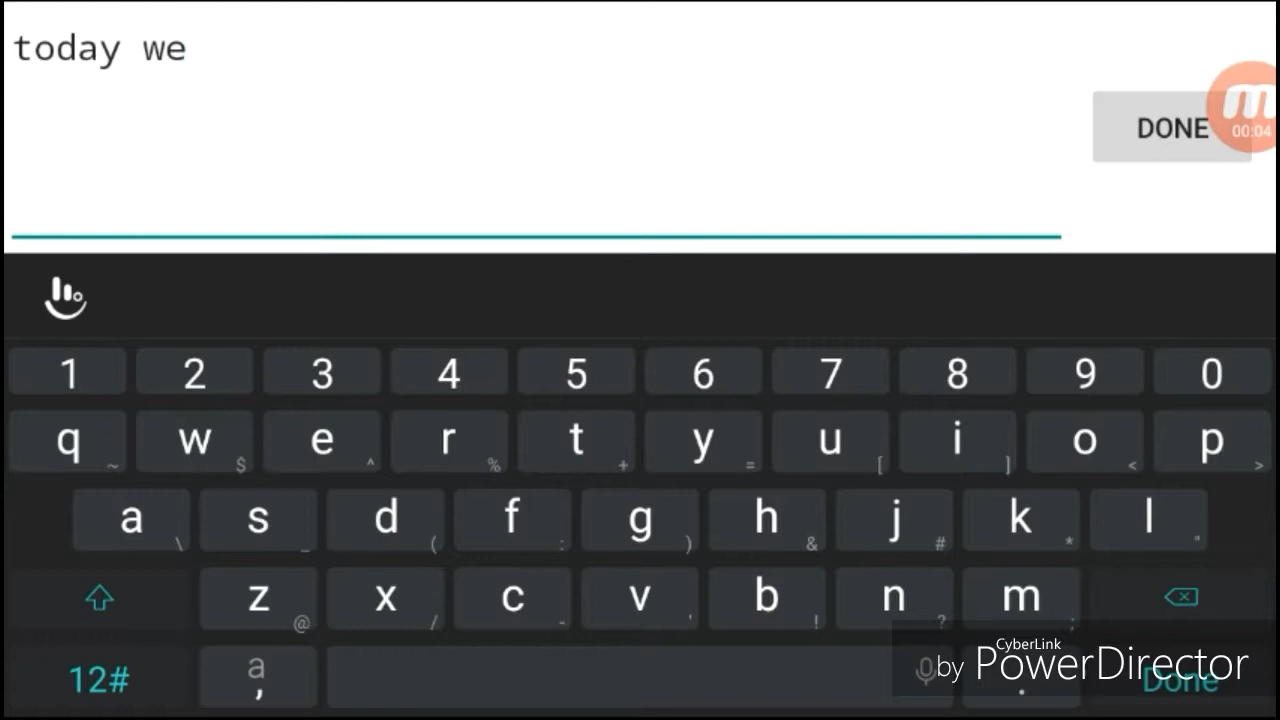 today we
DONE
m
00:04
1 2 3 4 5 6 7 8 9 0
q w e r t y u i o p
~ $ ^ % + = [ ] < >
a s d f g h j k l
\ _ ( : ) & # * "
z x c v b n m
@ / - ' ! ? ;
12# a , . Done
CyberLink
by PowerDirector